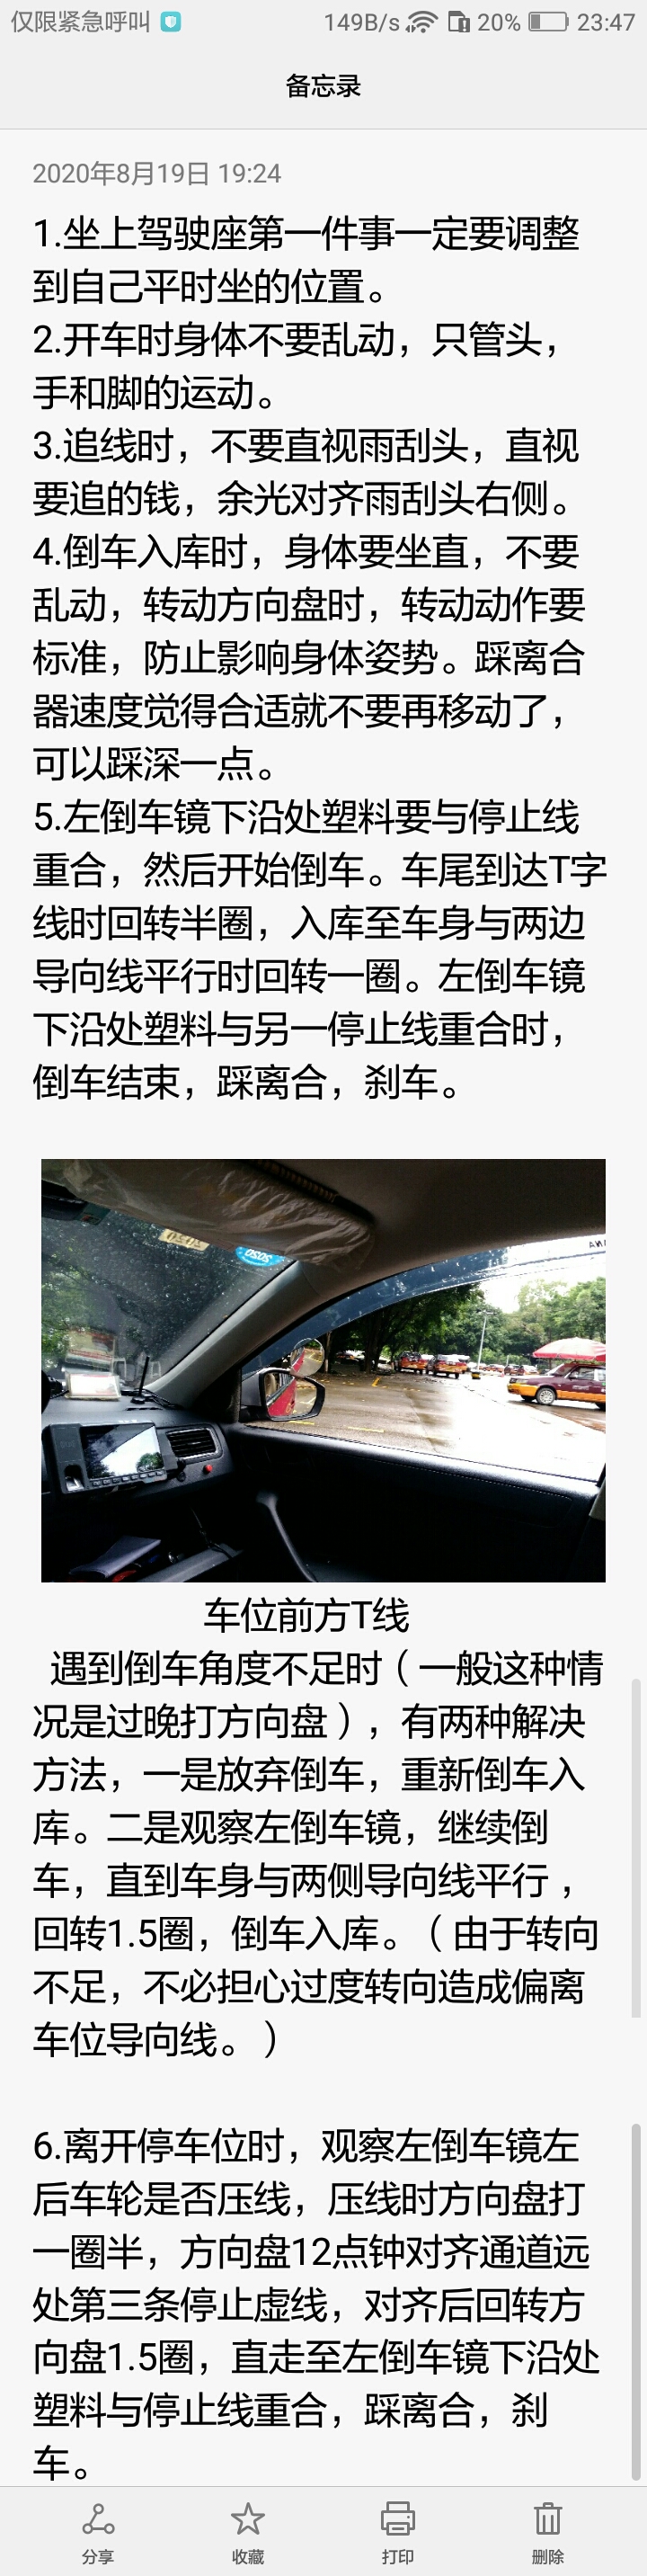 仅限紧急呼叫 149B/s 20% 23:47
备忘录
2020年8月19日 19:24
1.坐上驾驶座第一件事一定要调整
到自己平时坐的位置。
2.开车时身体不要乱动，只管头，
手和脚的运动。
3.追线时，不要直视雨刮头，直视
要追的钱，余光对齐雨刮头右侧。
4.倒车入库时，身体要坐直，不要
乱动，转动方向盘时，转动动作要
标准，防止影响身体姿势。踩离合
器速度觉得合适就不要再移动了，
可以踩深一点。
5.左倒车镜下沿处塑料要与停止线
重合，然后开始倒车。车尾到达T字
线时回转半圈，入库至车身与两边
导向线平行时回转一圈。左倒车镜
下沿处塑料与另一停止线重合时，
倒车结束，踩离合，刹车。
车位前方T线
遇到倒车角度不足时（一般这种情
况是过晚打方向盘），有两种解决
方法，一是放弃倒车，重新倒车入
库。二是观察左倒车镜，继续倒
车，直到车身与两侧导向线平行，
回转1.5圈，倒车入库。（由于转向
不足，不必担心过度转向造成偏离
车位导向线。）
6.离开停车位时，观察左倒车镜左
后车轮是否压线，压线时方向盘打
一圈半，方向盘12点钟对齐通道远
处第三条停止虚线，对齐后回转方
向盘1.5圈，直走至左倒车镜下沿处
塑料与停止线重合，踩离合，刹
车。
分享 收藏 打印 删除